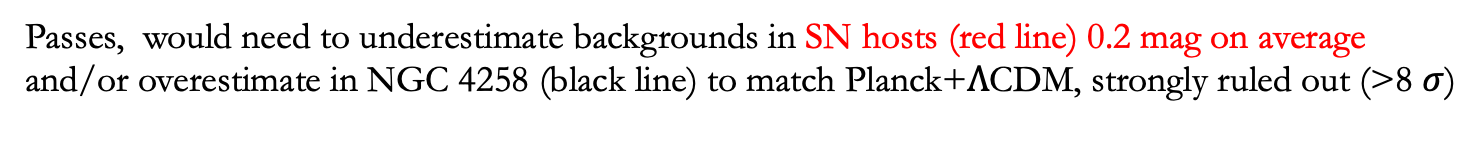 Passes,  would need to underestimate backgrounds in SN hosts (red line) 0.2 mag on average
and/or overestimate in NGC 4258 (black line) to match Planck+ΛCDM, strongly ruled out (>8 σ)